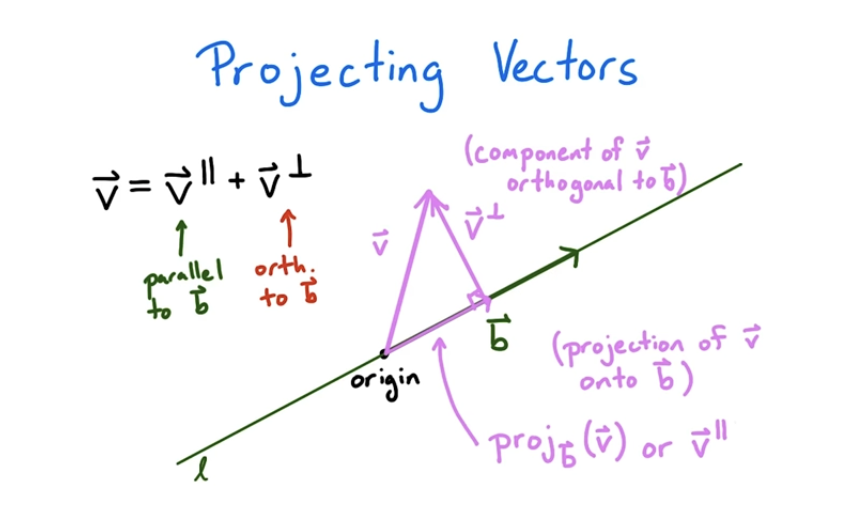 Projecting Vectors
v⃗ = v⃗ ∥ + v⃗ ⊥
parallel
to b⃗
orth.
to b⃗
(component of v⃗
orthogonal to b⃗)
v⃗
v⃗ ⊥
b⃗
origin
(projection of v⃗
onto b⃗)
proj_b⃗ (v⃗) or v⃗ ∥
l